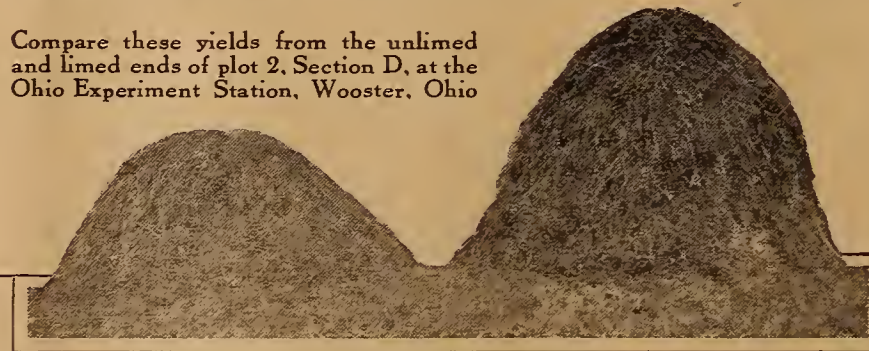 Compare these yields from the unlimed
and limed ends of plot 2, Section D, at the
Ohio Experiment Station, Wooster, Ohio